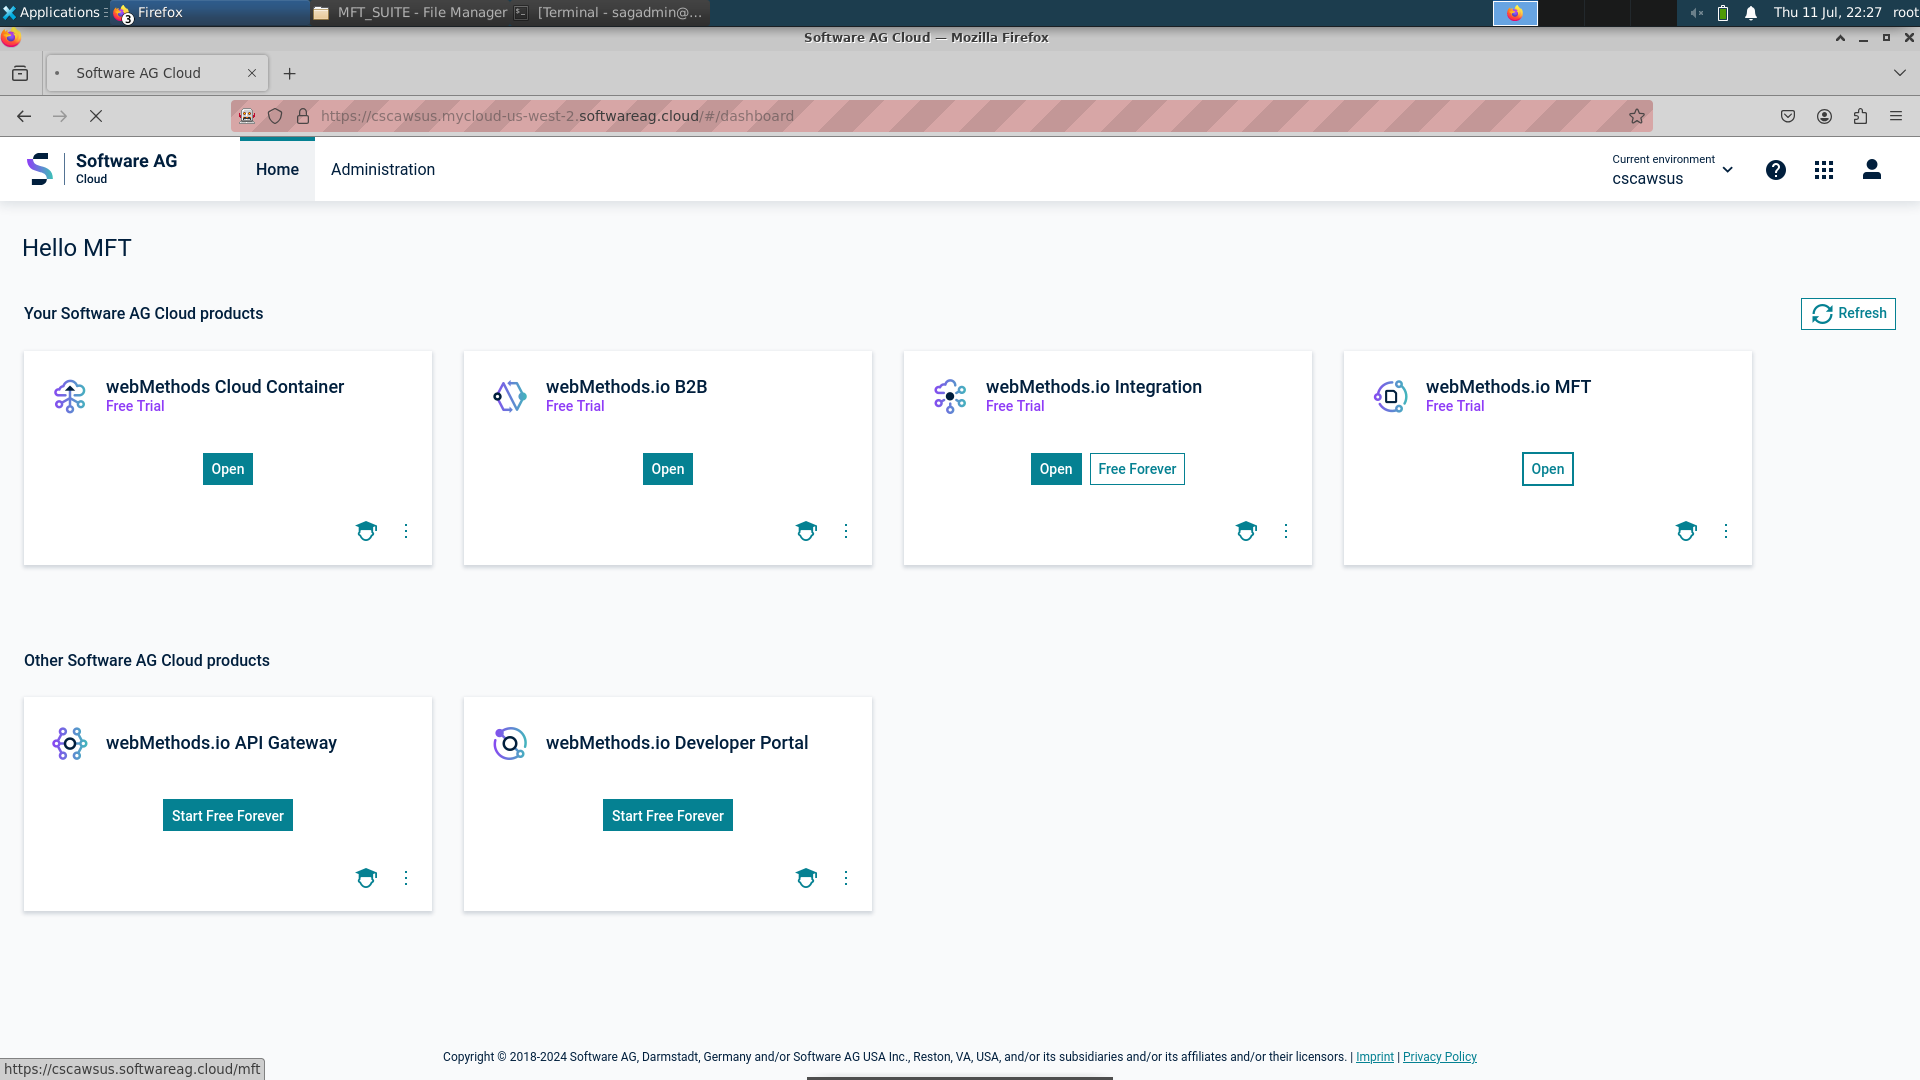 Applications
3
Firefox
MFT_SUITE - File Manager
[Terminal - sagadmin@...
Thu 11 Jul, 22:27
root
Software AG Cloud — Mozilla Firefox
Software AG Cloud
https://cscawsus.mycloud-us-west-2.softwareag.cloud/#/dashboard
Software AG
Cloud
Home
Administration
Current environment
cscawsus
Hello MFT
Your Software AG Cloud products
Refresh
webMethods Cloud Container
Free Trial
Open
webMethods.io B2B
Free Trial
Open
webMethods.io Integration
Free Trial
Open
Free Forever
webMethods.io MFT
Free Trial
Open
Other Software AG Cloud products
webMethods.io API Gateway
Start Free Forever
webMethods.io Developer Portal
Start Free Forever
Copyright © 2018-2024 Software AG, Darmstadt, Germany and/or Software AG USA Inc., Reston, VA, USA, and/or its subsidiaries and/or its affiliates and/or their licensors. | Imprint | Privacy Policy
https://cscawsus.softwareag.cloud/mft